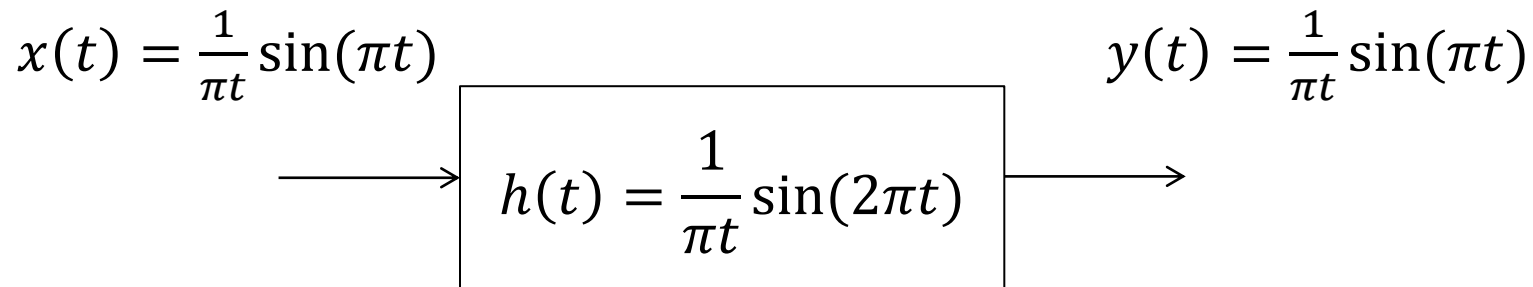 x(t) = 1/πt sin(πt)
y(t) = 1/πt sin(πt)
h(t) = 1/πt sin(2πt)